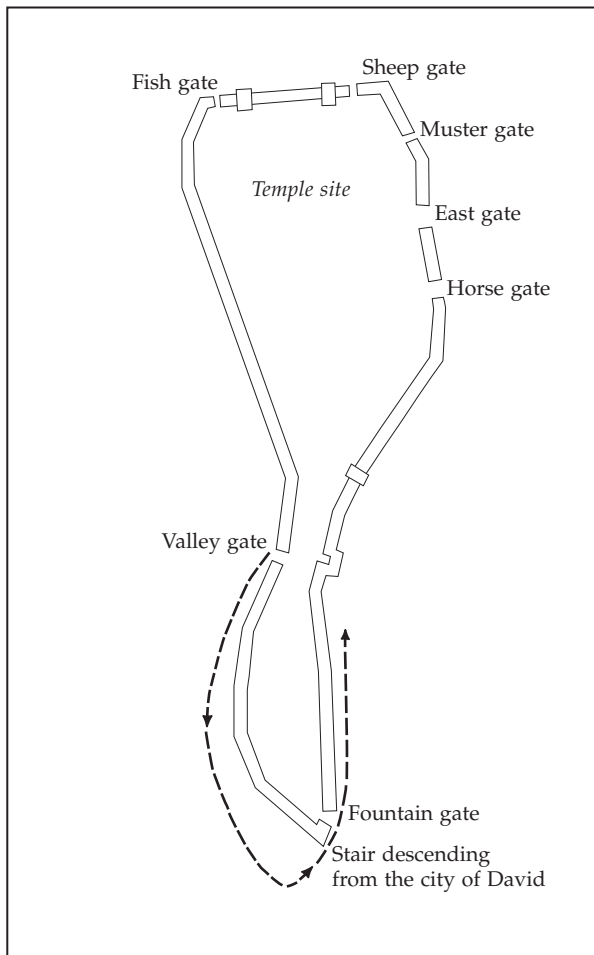 Sheep gate
Fish gate
Muster gate
Temple site
East gate
Horse gate
Valley gate
Fountain gate
Stair descending
from the city of David